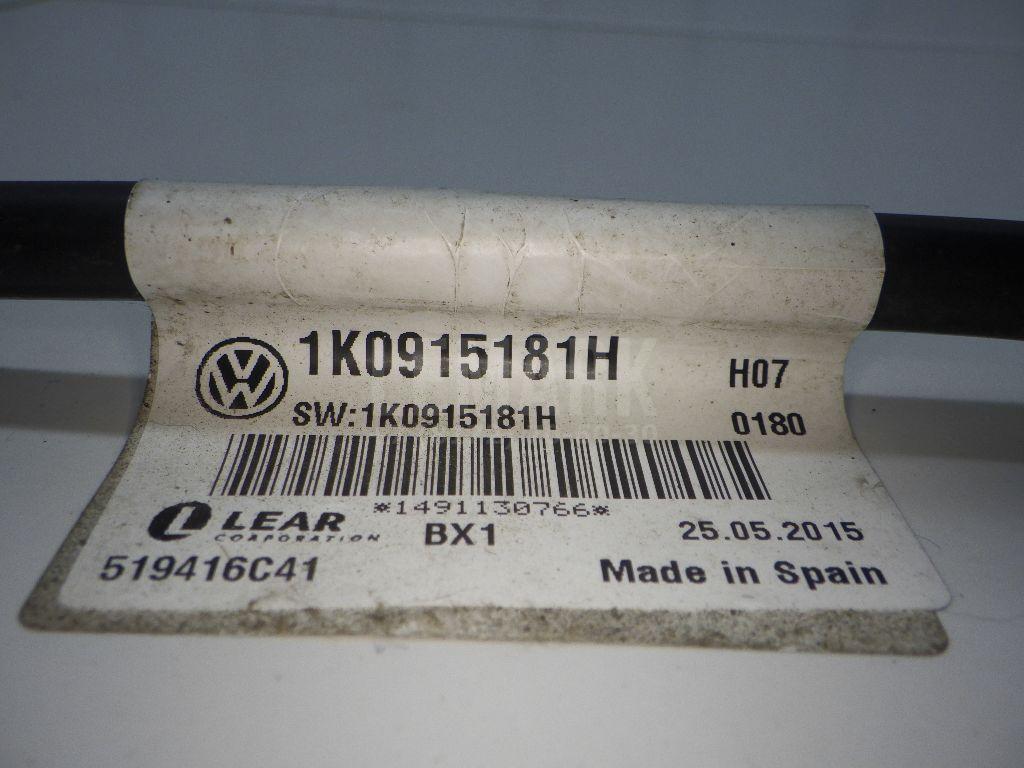 1K0915181H H07
SW:1K0915181H 0180
*1491130766*
LEAR BX1 25.05.2015
CORPORATION
519416C41 Made in Spain